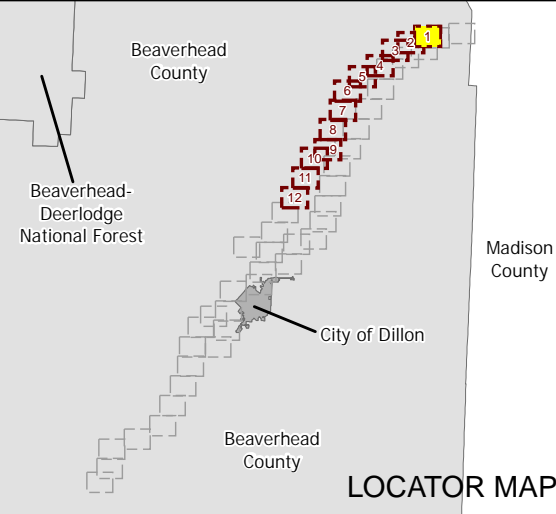 Beaverhead
County
1
2
3
4
5
6
7
8
9
10
11
12
Beaverhead-
Deerlodge
National Forest
Madison
County
City of Dillon
Beaverhead
County
LOCATOR MAP